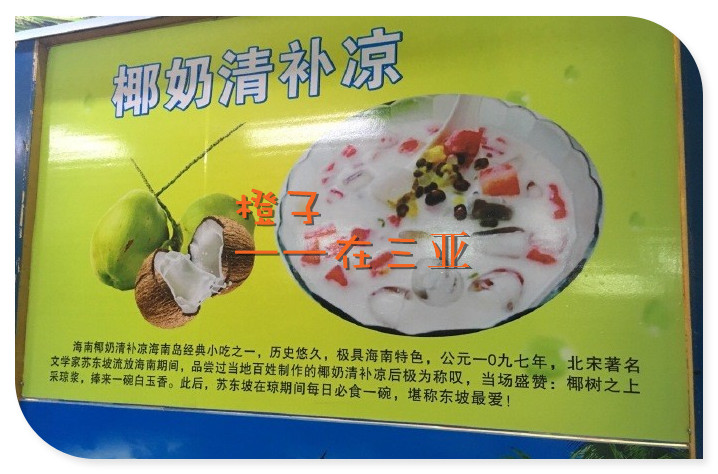 椰奶清补凉
橙子
——在三亚
海南椰奶清补凉海南岛经典小吃之一，历史悠久，极具海南特色，公元一0九七年，北宋著名
文学家苏东坡流放海南期间，品尝过当地百姓制作的椰奶清补凉后极为称叹，当场盛赞：椰树之上
采琼浆，捧来一碗白玉香。此后，苏东坡在琼期间每日必食一碗，堪称东坡最爱！